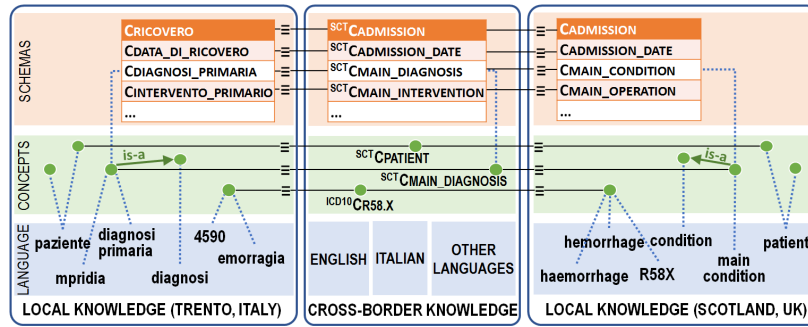 SCHEMAS
CRICOVERO
CDATA_DI_RICOVERO
CDIAGNOSI_PRIMARIA
CINTERVENTO_PRIMARIO
...
≡
≡
≡
≡
SCTCADMISSION
SCTCADMISSION_DATE
SCTCMAIN_DIAGNOSIS
SCTCMAIN_INTERVENTION
...
≡
≡
≡
≡
CADMISSION
CADMISSION_DATE
CMAIN_CONDITION
CMAIN_OPERATION
...
CONCEPTS
is-a
≡
≡
≡
SCTCPATIENT
SCTCMAIN_DIAGNOSIS
ICD10CR58.X
≡
≡
≡
is-a
LANGUAGE
paziente
diagnosi
primaria
mpridia
diagnosi
4590
emorragia
ENGLISH
ITALIAN
OTHER
LANGUAGES
hemorrhage
haemorrhage
R58X
condition
main
condition
patient
LOCAL KNOWLEDGE (TRENTO, ITALY)
CROSS-BORDER KNOWLEDGE
LOCAL KNOWLEDGE (SCOTLAND, UK)